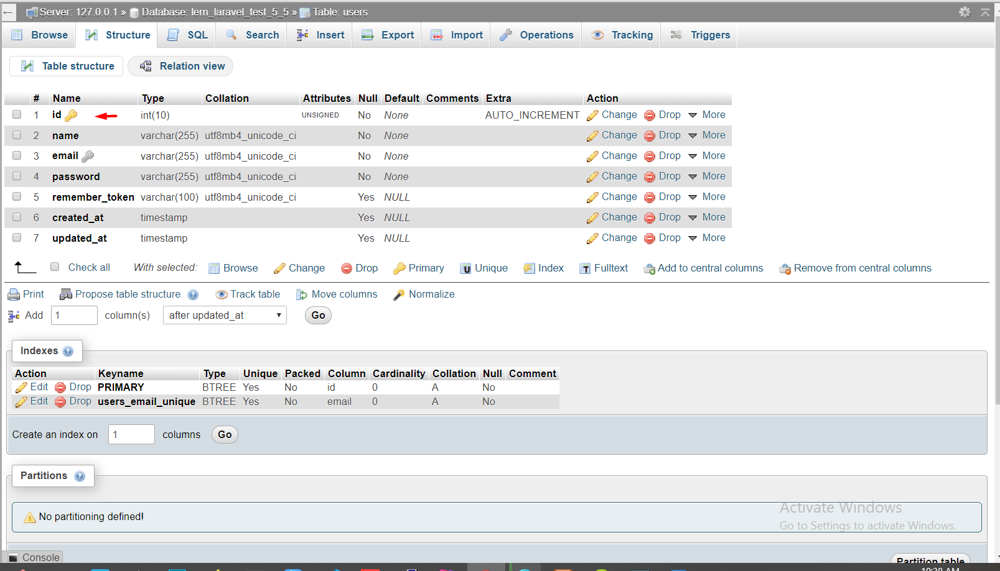 Server: 127.0.0.1 » Database: lern_laravel_test_5_5 » Table: users
Browse Structure SQL Search Insert Export Import Operations Tracking Triggers
Table structure Relation view
# Name Type Collation Attributes Null Default Comments Extra Action
1 id int(10) UNSIGNED No None AUTO_INCREMENT Change Drop More
2 name varchar(255) utf8mb4_unicode_ci No None Change Drop More
3 email varchar(255) utf8mb4_unicode_ci No None Change Drop More
4 password varchar(255) utf8mb4_unicode_ci No None Change Drop More
5 remember_token varchar(100) utf8mb4_unicode_ci Yes NULL Change Drop More
6 created_at timestamp Yes NULL Change Drop More
7 updated_at timestamp Yes NULL Change Drop More
Check all With selected: Browse Change Drop Primary Unique Index Fulltext Add to central columns Remove from central columns
Print Propose table structure Track table Move columns Normalize
Add 1 column(s) after updated_at Go
Indexes
Action Keyname Type Unique Packed Column Cardinality Collation Null Comment
Edit Drop PRIMARY BTREE Yes No id 0 A No
Edit Drop users_email_unique BTREE Yes No email 0 A No
Create an index on 1 columns Go
Partitions
No partitioning defined!
Activate Windows
Go to Settings to activate Windows.
Console
Partition table
10:38 AM